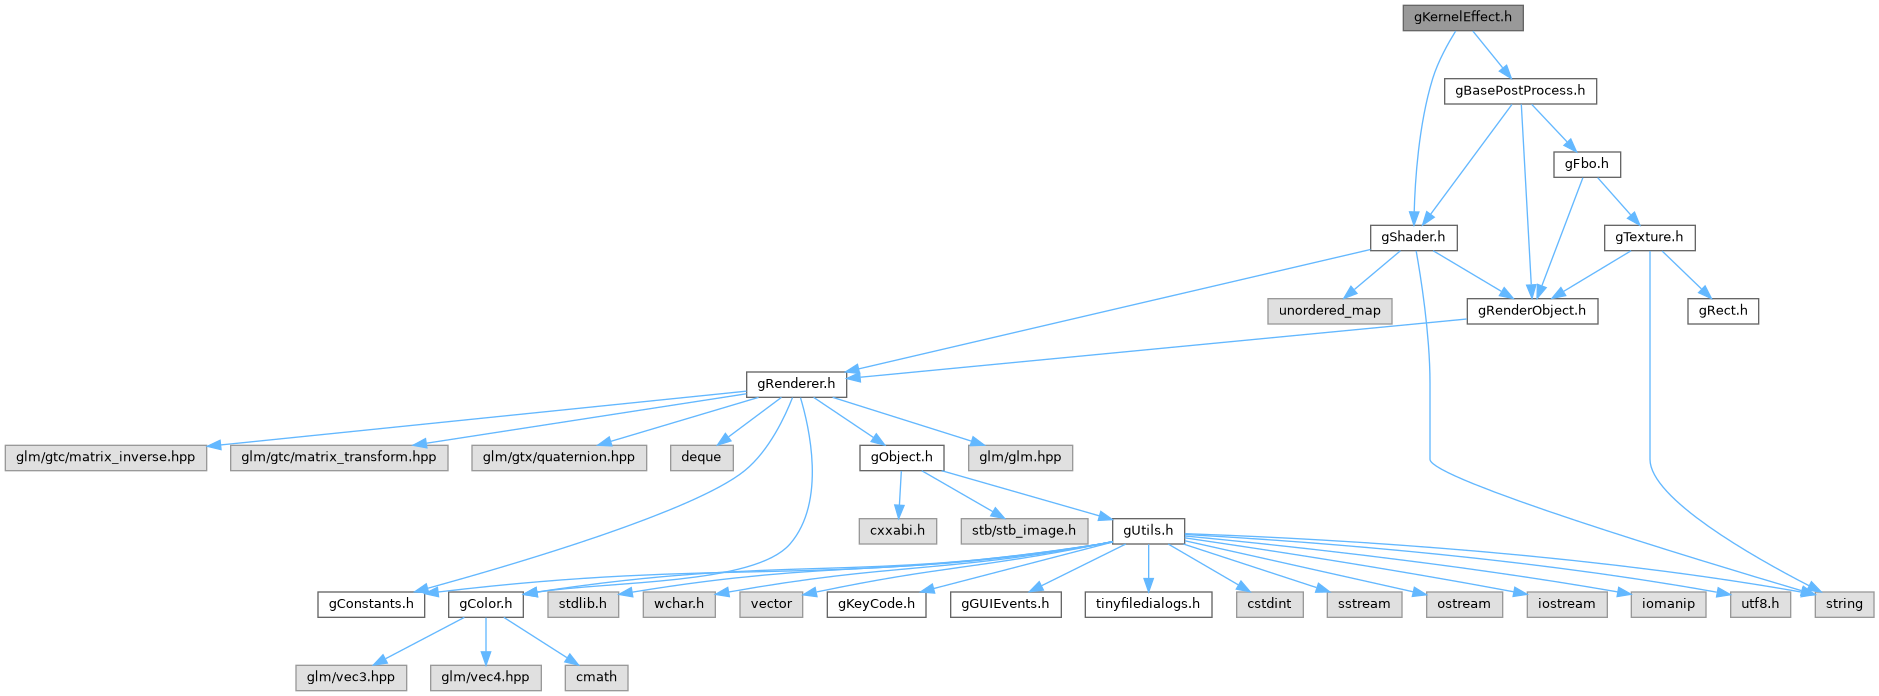 gKernelEffect.h
gBasePostProcess.h
gFbo.h
gShader.h
gTexture.h
unordered_map
gRenderObject.h
gRect.h
gRenderer.h
glm/gtc/matrix_inverse.hpp
glm/gtc/matrix_transform.hpp
glm/gtx/quaternion.hpp
deque
gObject.h
glm/glm.hpp
cxxabi.h
stb/stb_image.h
gUtils.h
gConstants.h
gColor.h
stdlib.h
wchar.h
vector
gKeyCode.h
gGUIEvents.h
tinyfiledialogs.h
cstdint
sstream
ostream
iostream
iomanip
utf8.h
string
glm/vec3.hpp
glm/vec4.hpp
cmath